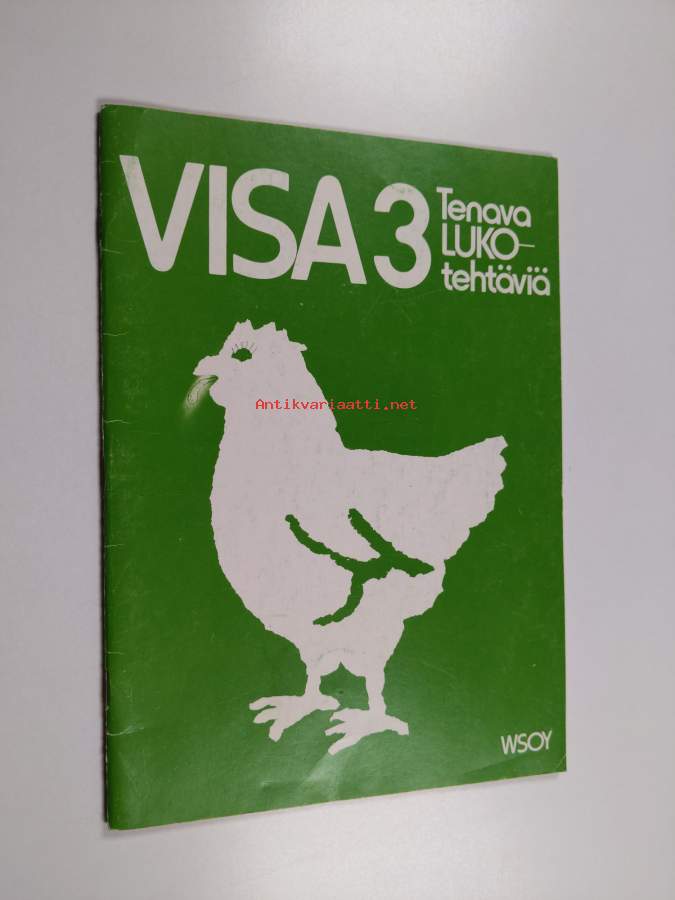 VISA 3
Tenava
LUKO-
tehtäviä
Antikvariaatti.net
WSOY